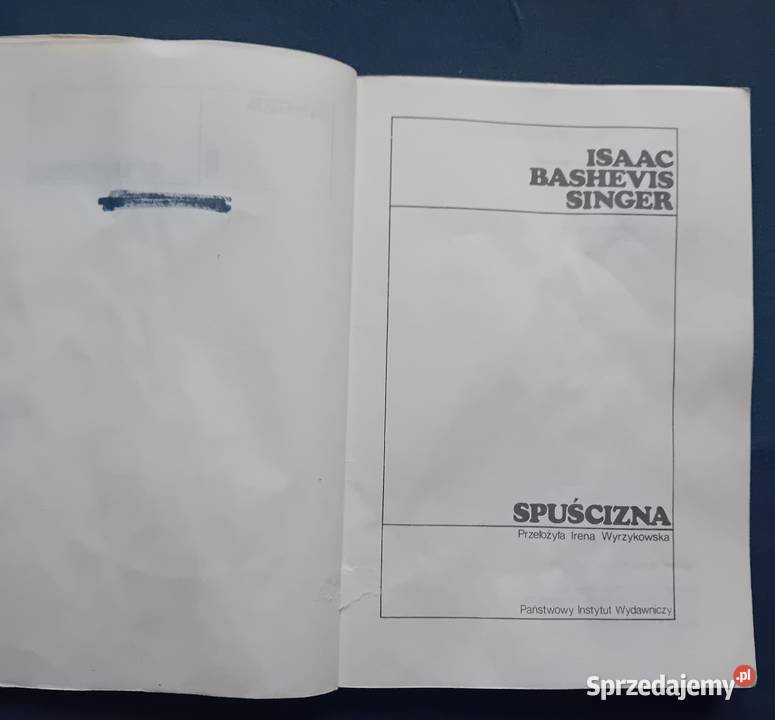 ISAAC
BASHEVIS
SINGER
SPUŚCIZNA
Przełożyła Irena Wyrzykowska
Państwowy Instytut Wydawniczy
Sprzedajemy.pl